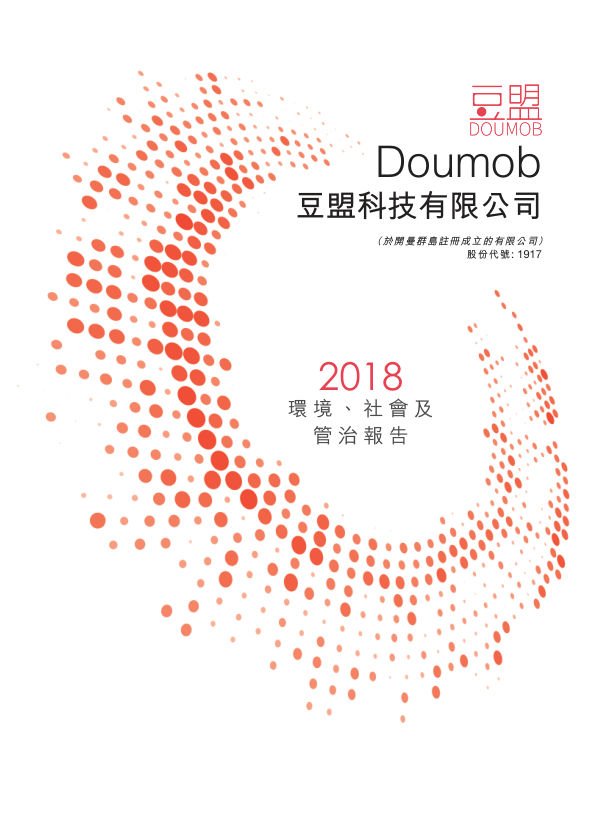 豆盟
DOUMOB
Doumob
豆盟科技有限公司
(於開曼群島註冊成立的有限公司)
股份代號: 1917
2018
環境、社會及
管治報告